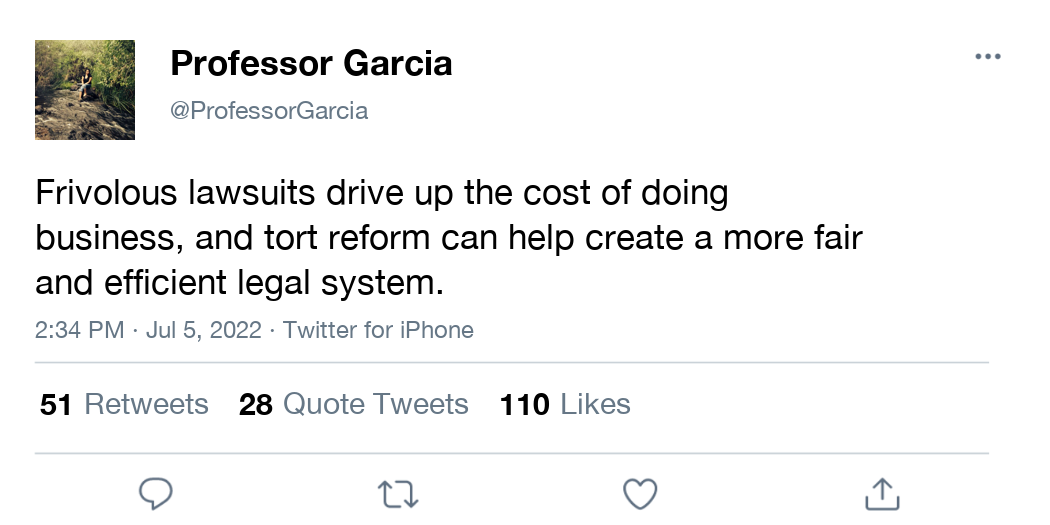 Professor Garcia
@ProfessorGarcia
Frivolous lawsuits drive up the cost of doing
business, and tort reform can help create a more fair
and efficient legal system.
2:34 PM · Jul 5, 2022 · Twitter for iPhone
51 Retweets 28 Quote Tweets 110 Likes